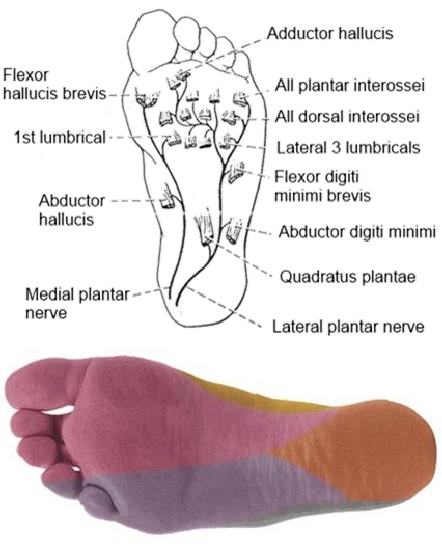 Adductor hallucis
Flexor
hallucis brevis
All plantar interossei
All dorsal interossei
1st lumbrical
Lateral 3 lumbricals
Flexor digiti
minimi brevis
Abductor
hallucis
Abductor digiti minimi
Quadratus plantae
Medial plantar
nerve
Lateral plantar nerve